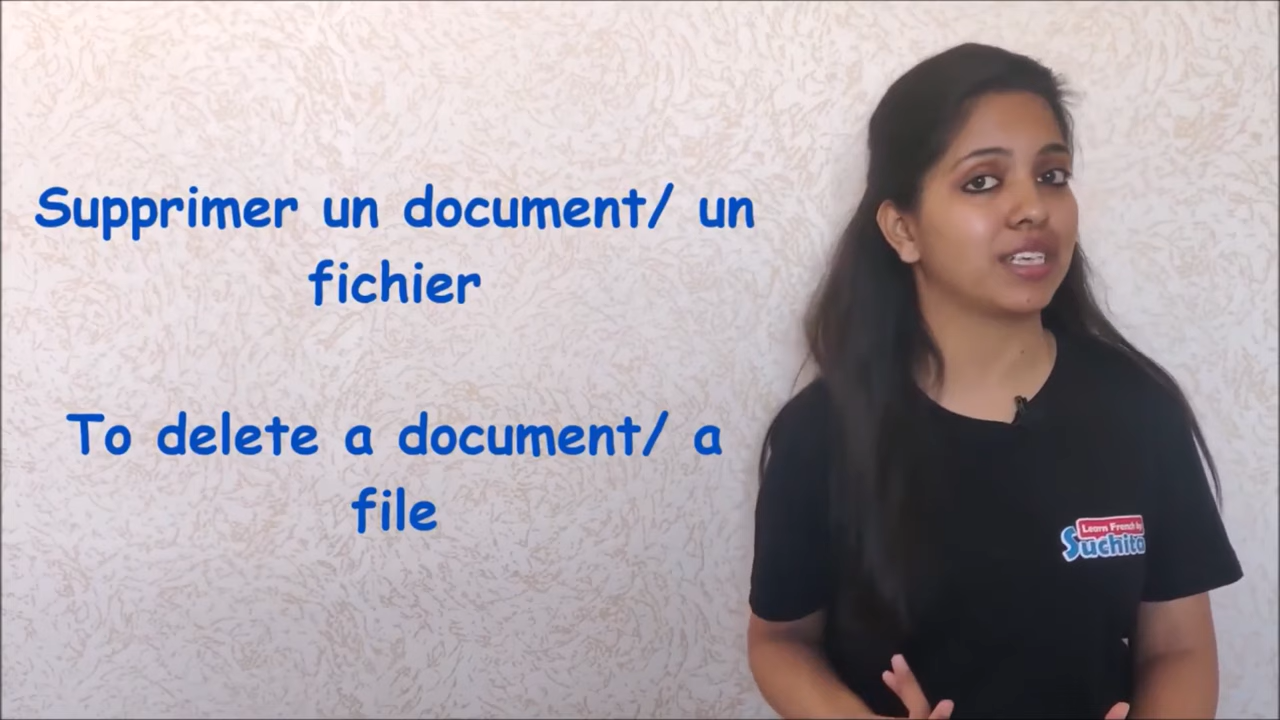 Supprimer un document/ un
fichier
To delete a document/ a
file
Learn French by
Suchita